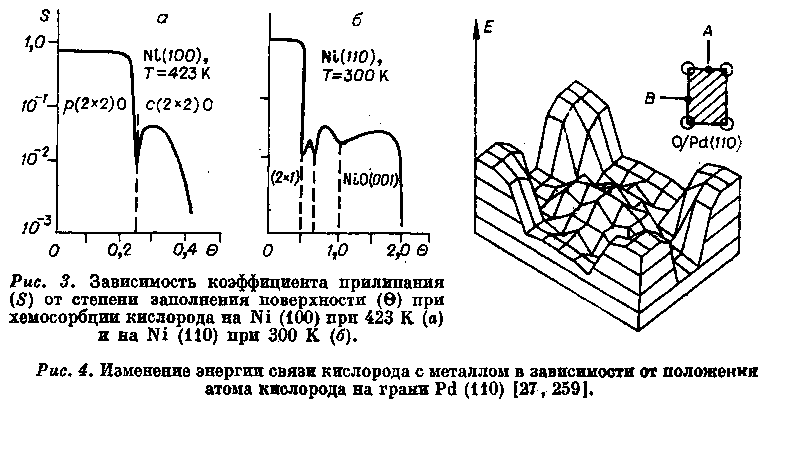 S
а
б
E
A
1,0
Ni(100),
T=423 K
Ni(110),
T=300 K
10⁻¹
p(2×2)O
c(2×2)O
B
O/Pd(110)
10⁻²
(2×1)
NiO(001)
10⁻³
0
0,2
0,4
Θ
0
1,0
2,0
Θ
Рис. 3. Зависимость коэффициента прилипания
(S) от степени заполнения поверхности (Θ) при
хемосорбции кислорода на Ni (100) при 423 К (а)
и на Ni (110) при 300 К (б).
Рис. 4. Изменение энергии связи кислорода с металлом в зависимости от положения
атома кислорода на грани Pd (110) [27, 259].